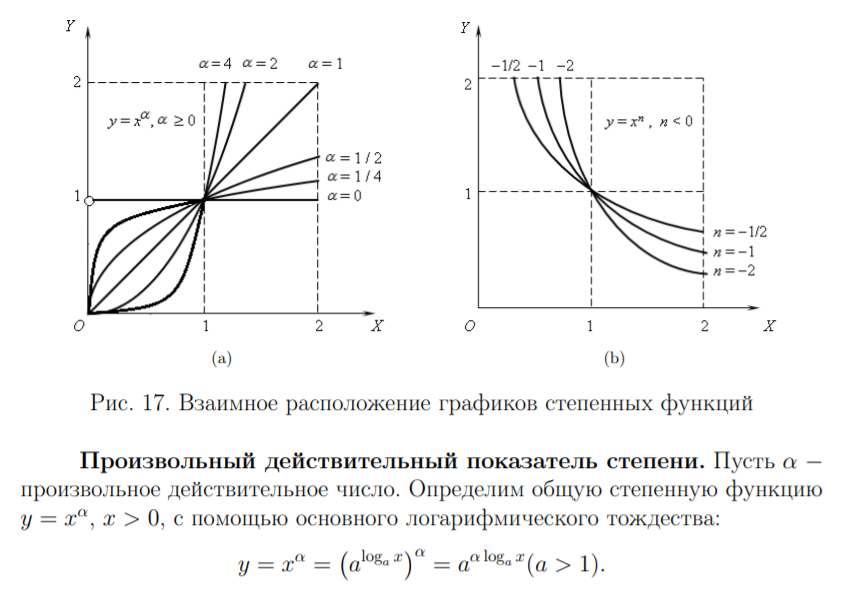 Y
α = 4 α = 2 α = 1
2
y = x^α, α ≥ 0
α = 1 / 2
α = 1 / 4
1
α = 0
O 1 2 X
(a)
Y
−1/2 −1 −2
2
y = x^n , n < 0
1
n = −1/2
n = −1
n = −2
O 1 2 X
(b)
Рис. 17. Взаимное расположение графиков степенных функций
Произвольный действительный показатель степени. Пусть α −
произвольное действительное число. Определим общую степенную функцию
y = x^α, x > 0, с помощью основного логарифмического тождества:
y = x^α = (a^{log_a x})^α = a^{α log_a x}(a > 1).